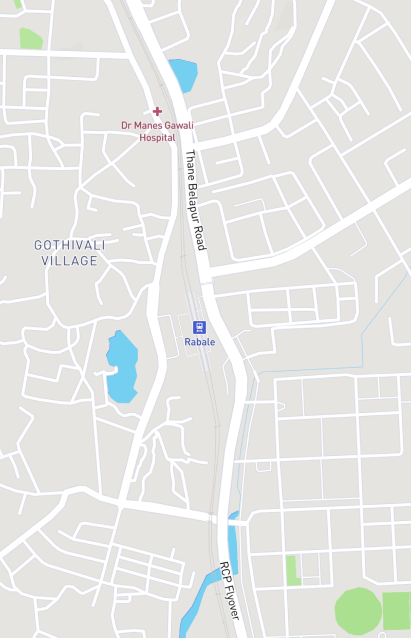 Dr Manes Gawali
Hospital
Thane Belapur Road
GOTHIVALI
VILLAGE
Rabale
RCP Flyover